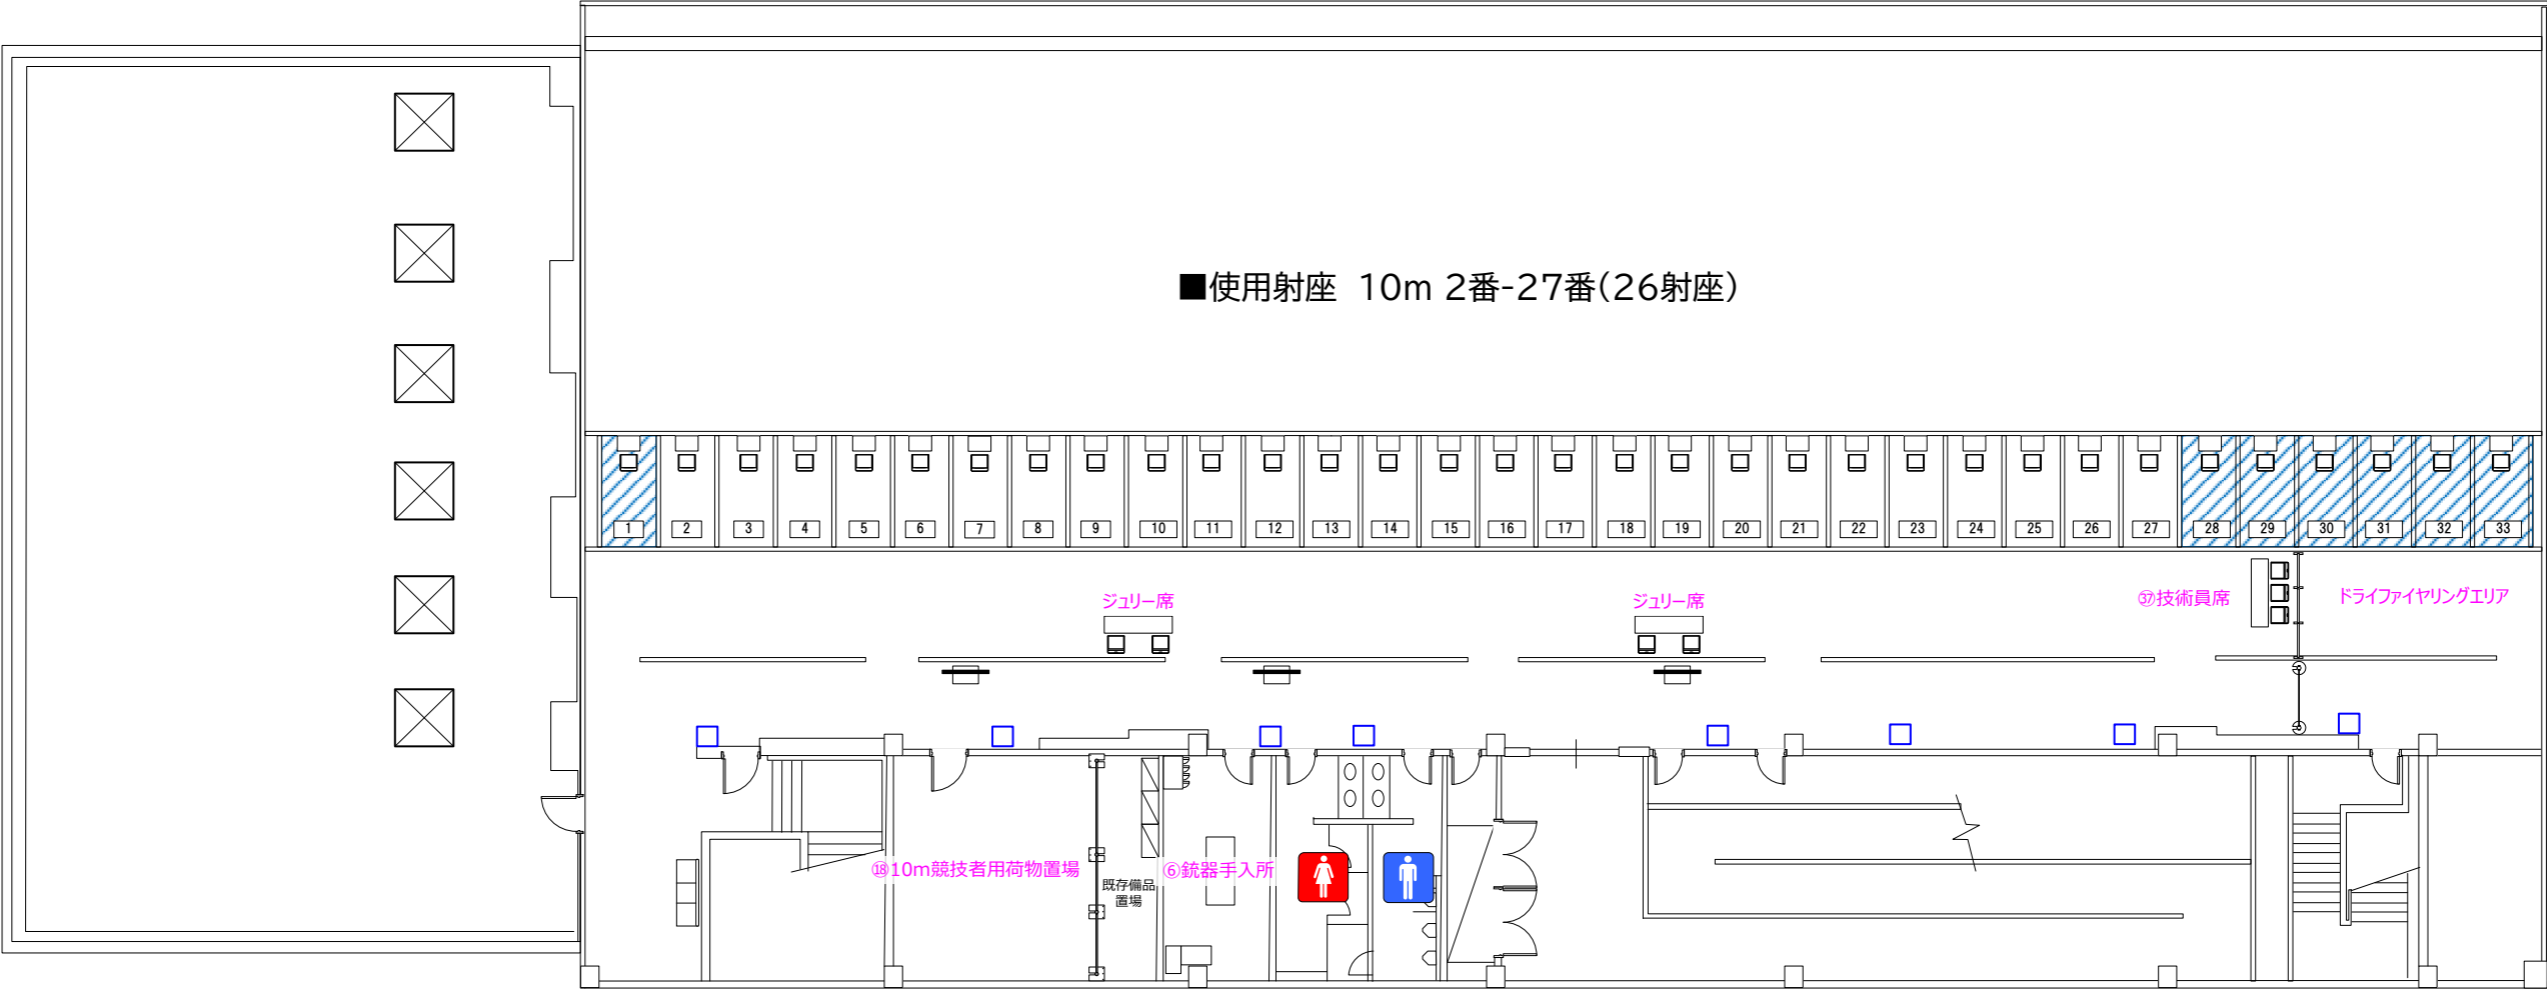 ■使用射座 10m 2番-27番(26射座)
1 2 3 4 5 6 7 8 9 10 11 12 13 14 15 16 17 18 19 20 21 22 23 24 25 26 27 28 29 30 31 32 33
ジュリー席
ジュリー席
㊲技術員席
ドライファイヤリングエリア
⑱10m競技者用荷物置場
既存備品
置場
⑥銃器手入所